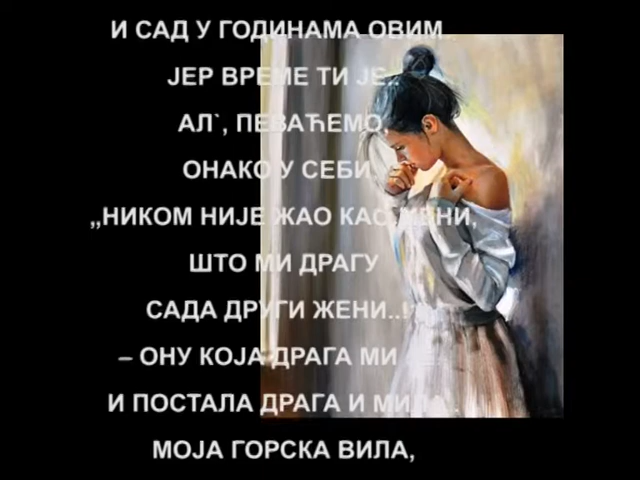 И САД У ГОДИНАМА ОВИМ.
ЈЕР ВРЕМЕ ТИ ЈЕ..
АЛ`, ПЕВАЋЕМО,
ОНАКО У СЕБИ
„НИКОМ НИЈЕ ЖАО КАО МЕНИ,
ШТО МИ ДРАГУ
САДА ДРУГИ ЖЕНИ..!
– ОНУ КОЈА ДРАГА МИ
И ПОСТАЛА ДРАГА И МИЛА..
МОЈА ГОРСКА ВИЛА,